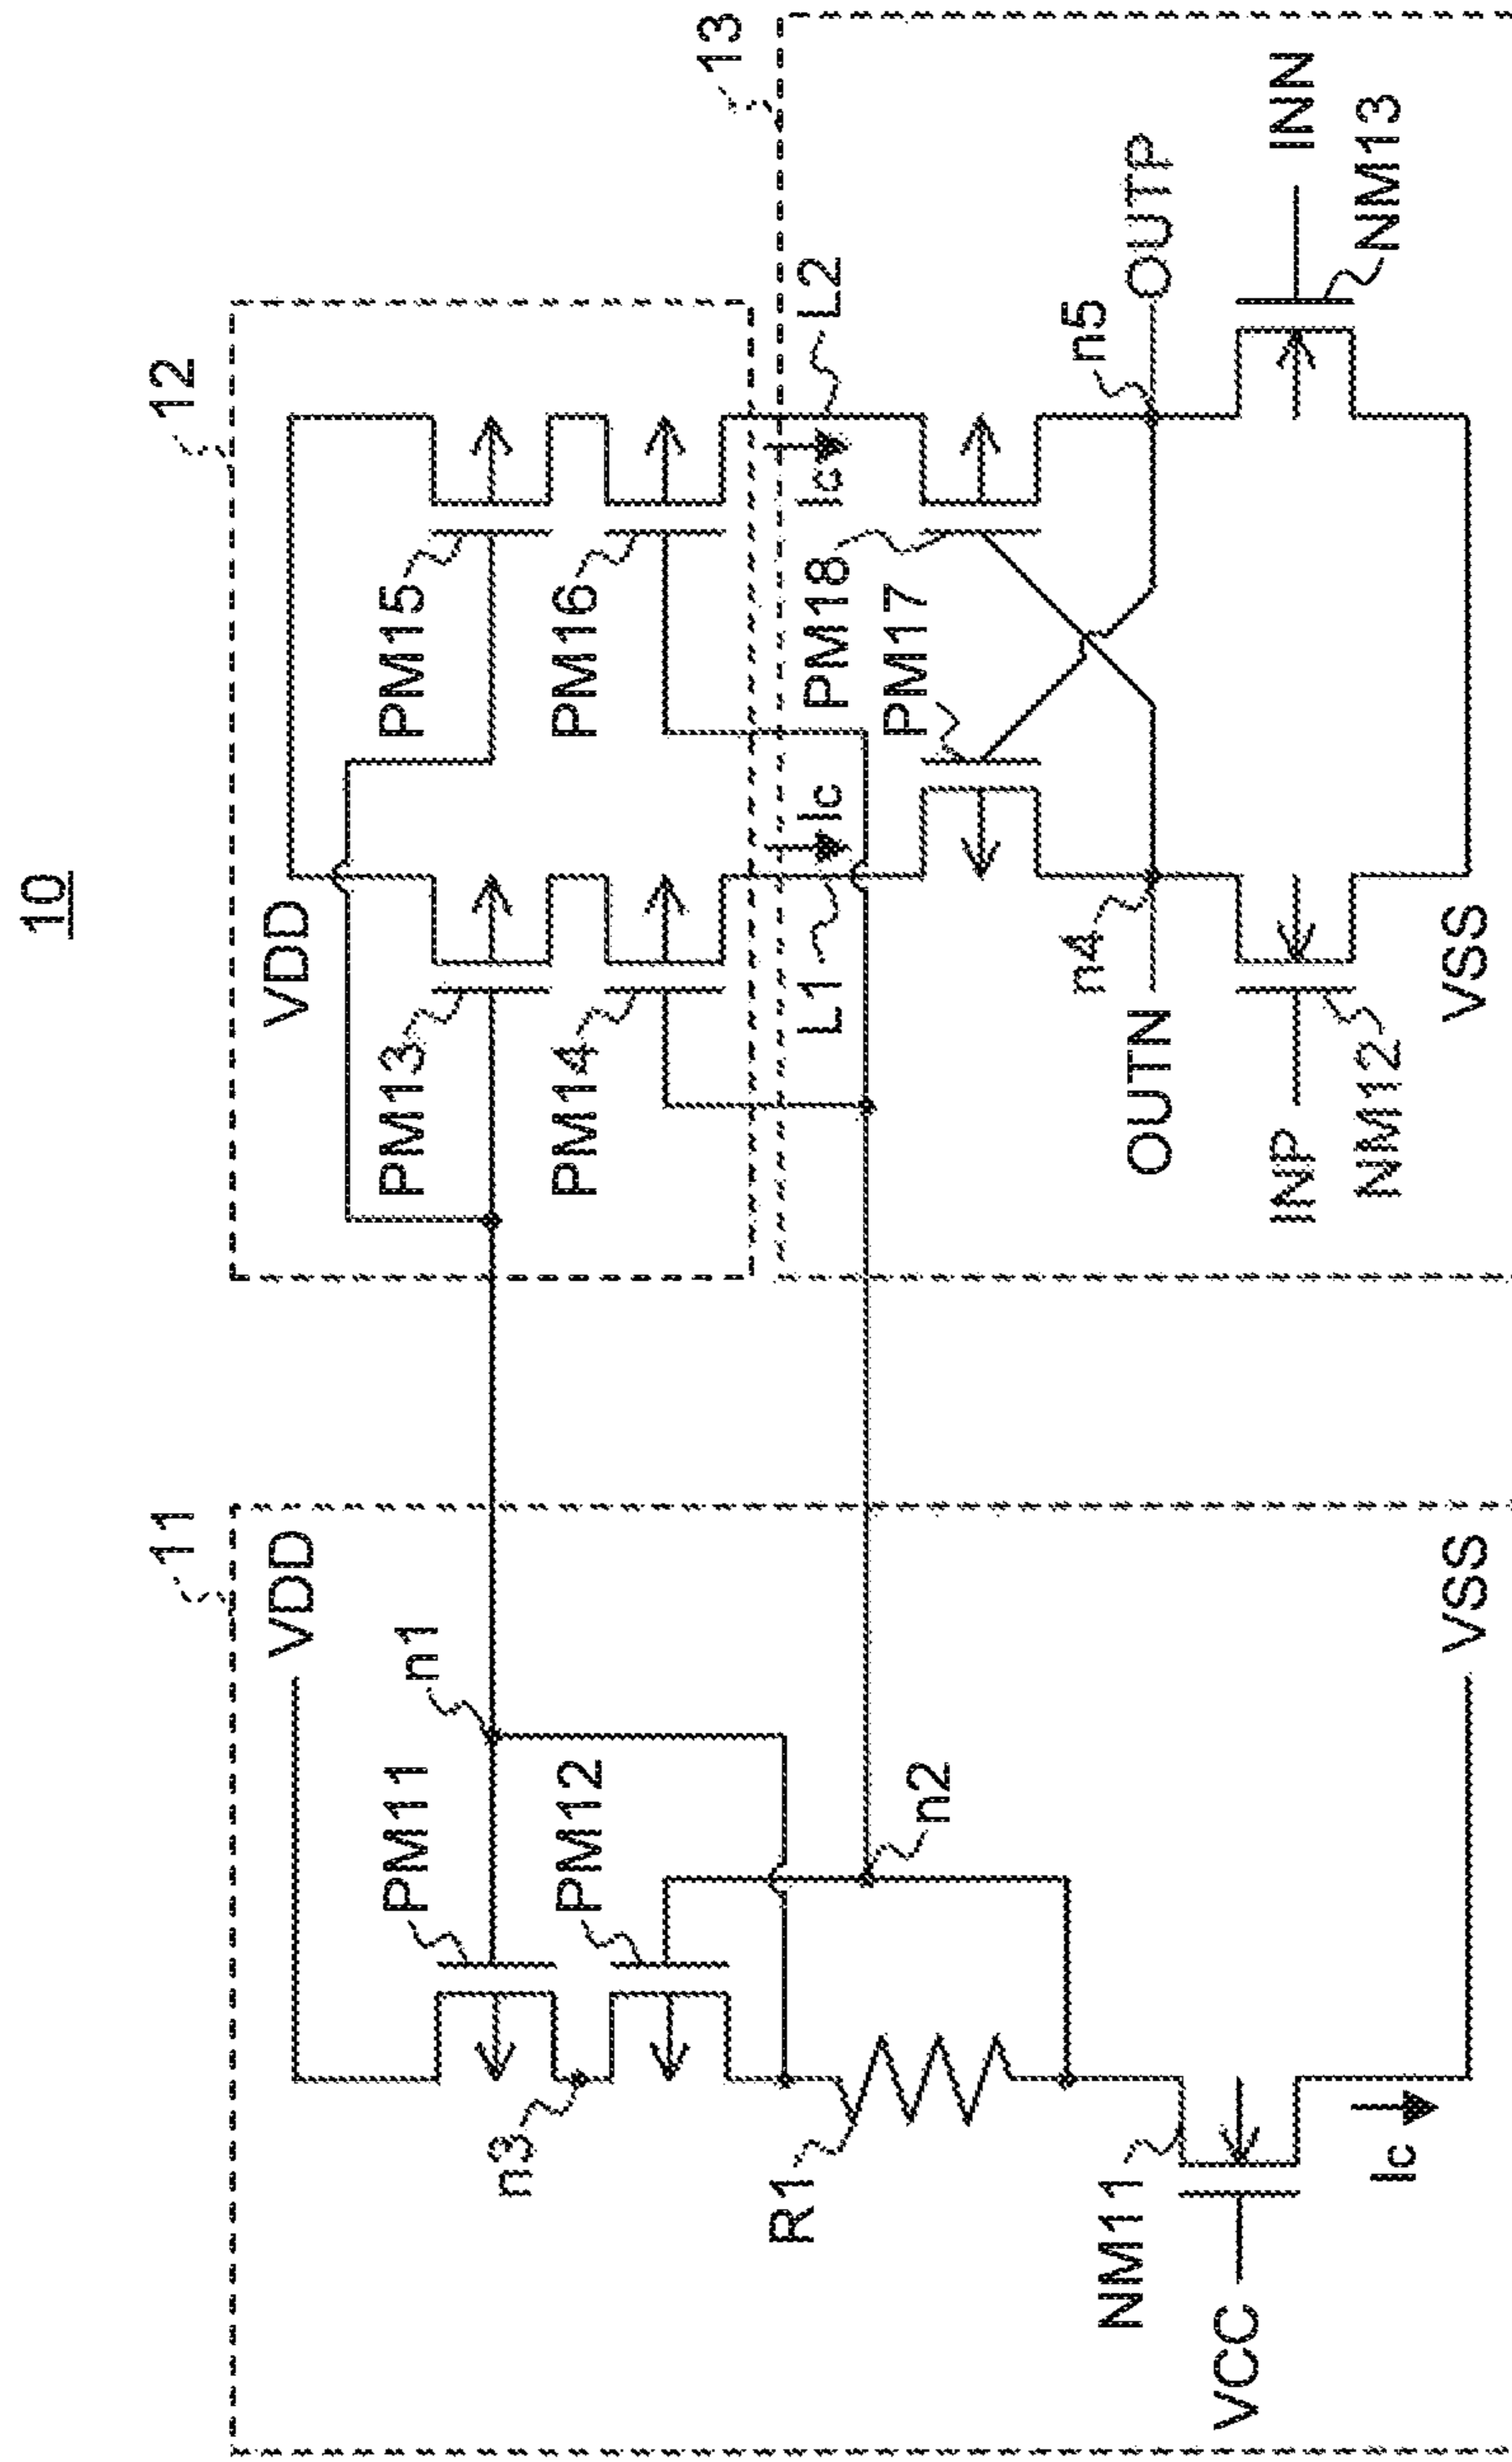 10
11
12
13
VDD
VDD
PM11
n1
PM13
PM15
PM12
n3
PM14
PM16
R1
n2
L1
Ic
Ic
L2
PM18
PM17
n4
n5
OUTN
OUTP
NM11
VCC
INP
INN
NM12
NM13
Ic
VSS
VSS